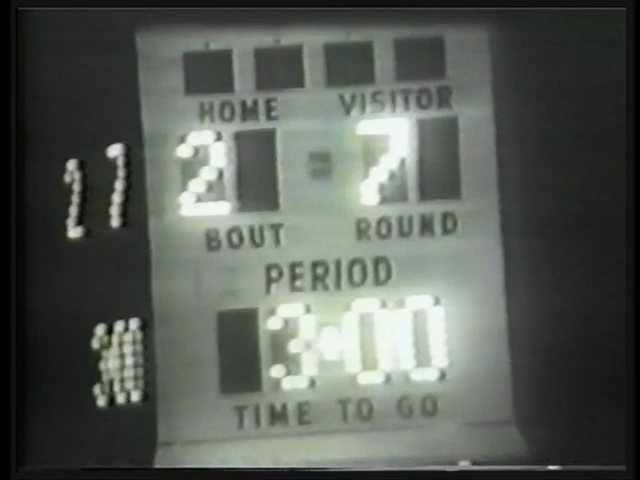 HOME VISITOR
2 7
BOUT ROUND
PERIOD
3:00
TIME TO GO